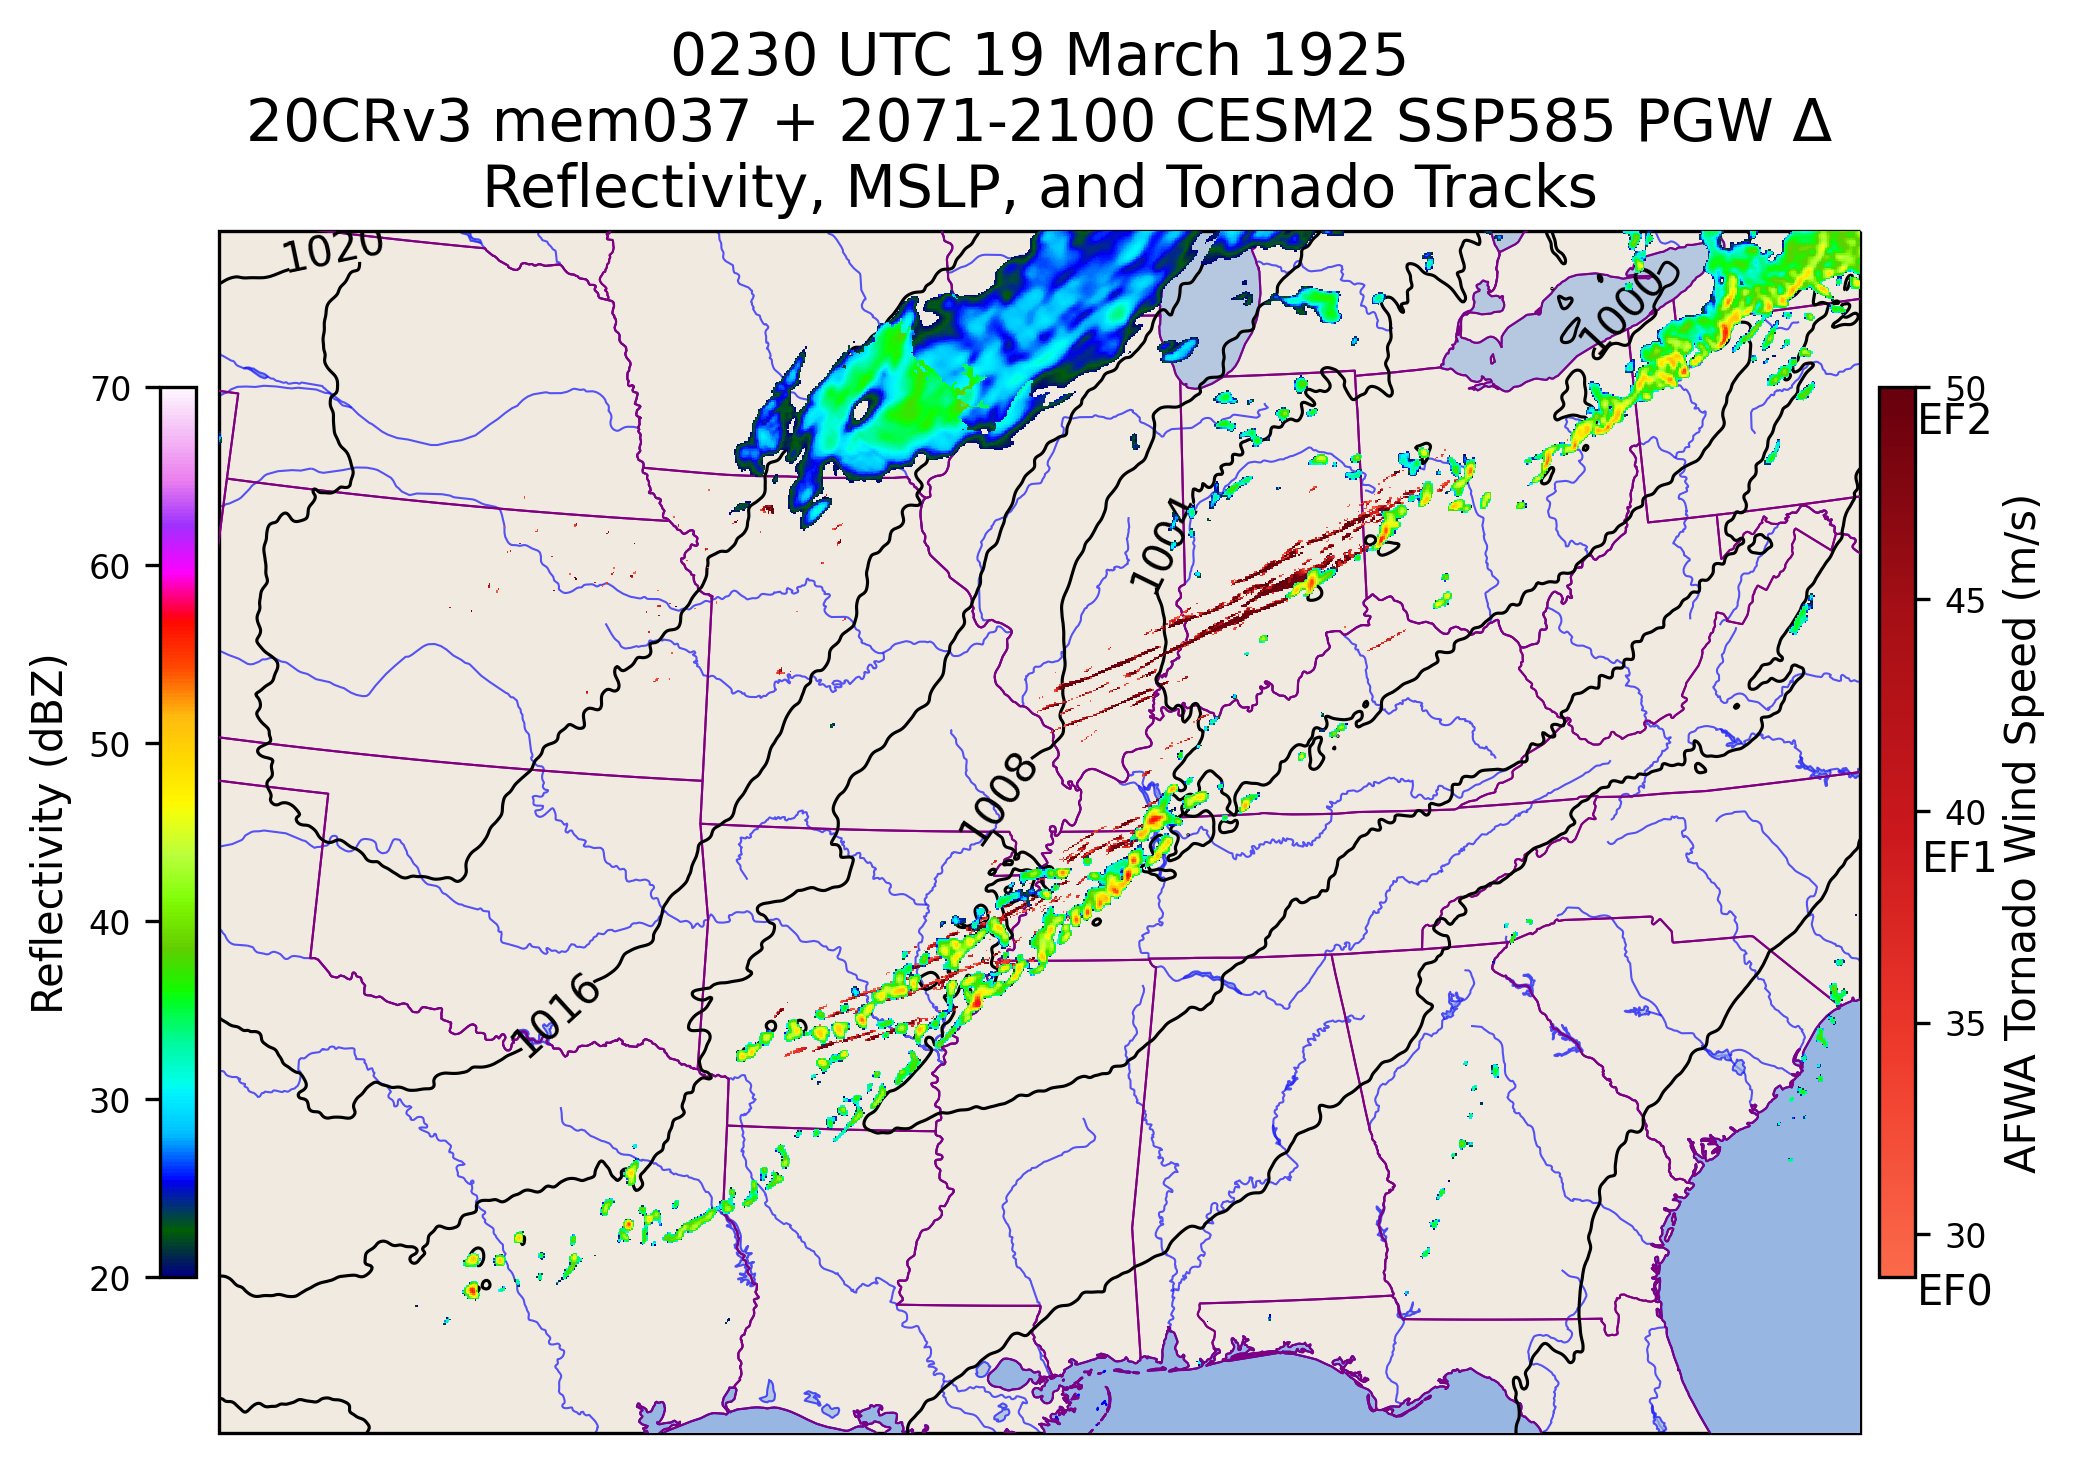 0230 UTC 19 March 1925
20CRv3 mem037 + 2071-2100 CESM2 SSP585 PGW Δ
Reflectivity, MSLP, and Tornado Tracks
1020
1000
1004
1008
1016
70
60
50
40
30
20
Reflectivity (dBZ)
50
EF2
45
40
EF1
35
30
EF0
AFWA Tornado Wind Speed (m/s)